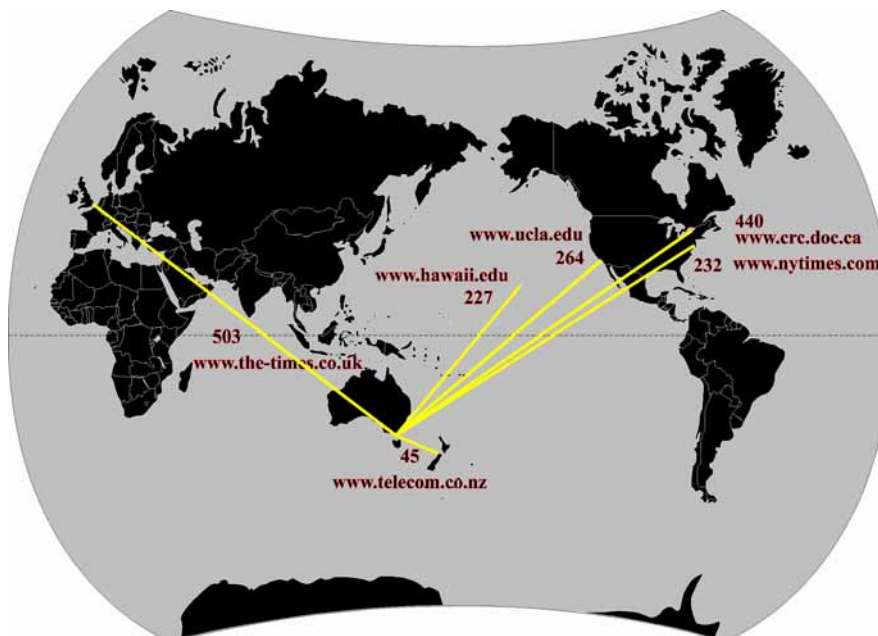 440
www.ucla.edu
www.crc.doc.ca
264
232 www.nytimes.com
www.hawaii.edu
227
503
www.the-times.co.uk
45
www.telecom.co.nz